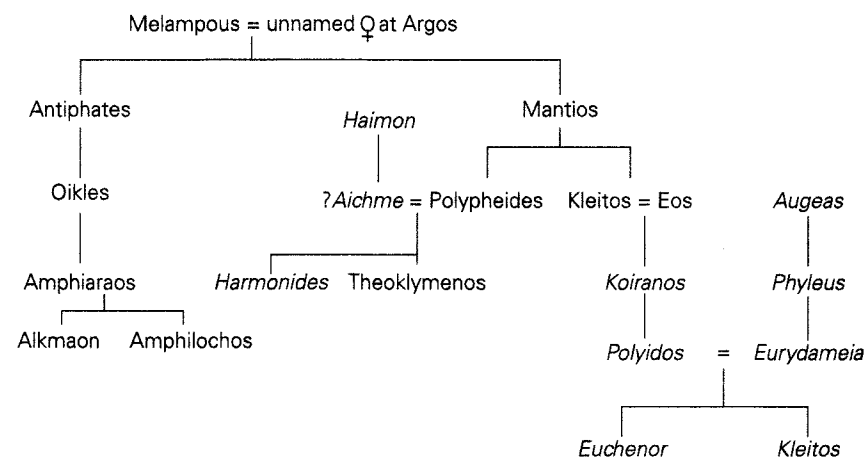 Melampous = unnamed ♀ at Argos
Antiphates
Haimon
Mantios
Oikles
?Aichme = Polypheides
Kleitos = Eos
Augeas
Amphiaraos
Harmonides
Theoklymenos
Koiranos
Phyleus
Alkmaon
Amphilochos
Polyidos = Eurydameia
Euchenor
Kleitos